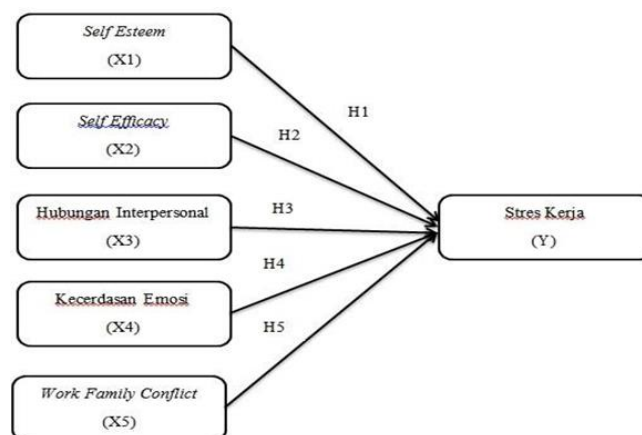 Self Esteem
(X1)
H1
Self Efficacy
(X2)
H2
Hubungan Interpersonal
(X3)
H3
Stres Kerja
(Y)
Kecerdasan Emosi
(X4)
H4
H5
Work Family Conflict
(X5)